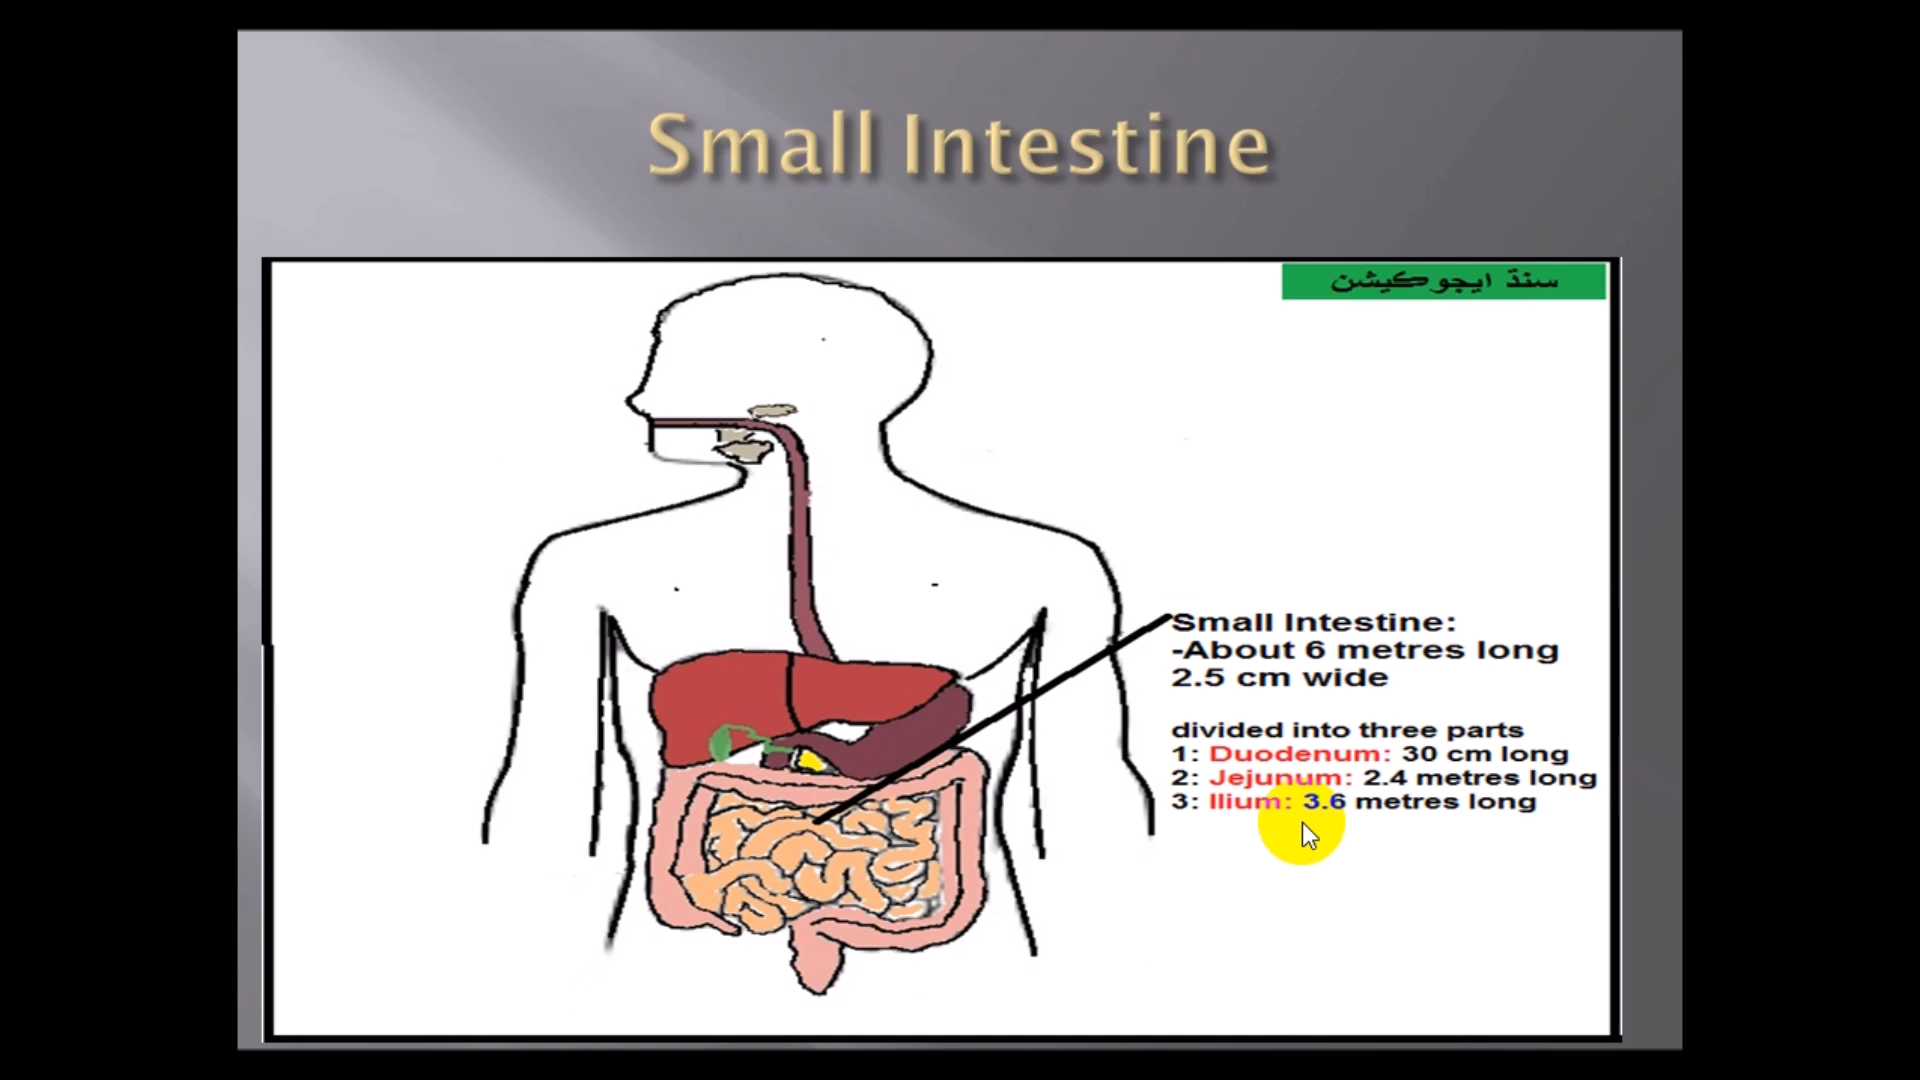 Small Intestine
سنڌ ايجوڪيشن
Small Intestine:
-About 6 metres long
2.5 cm wide
divided into three parts
1: Duodenum: 30 cm long
2: Jejunum: 2.4 metres long
3: Ilium: 3.6 metres long